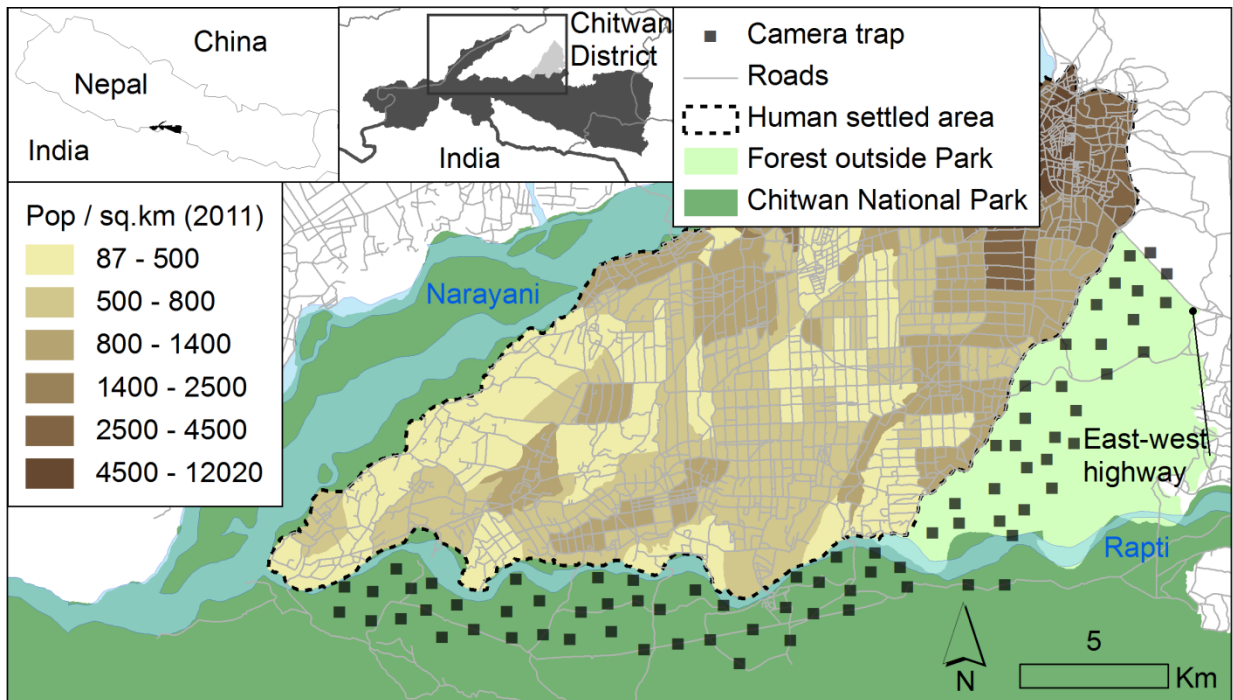 China
Nepal
India
Chitwan
District
India
Camera trap
Roads
Human settled area
Forest outside Park
Chitwan National Park
Pop / sq.km (2011)
87 - 500
500 - 800
800 - 1400
1400 - 2500
2500 - 4500
4500 - 12020
Narayani
East-west
highway
Rapti
5
Km
N